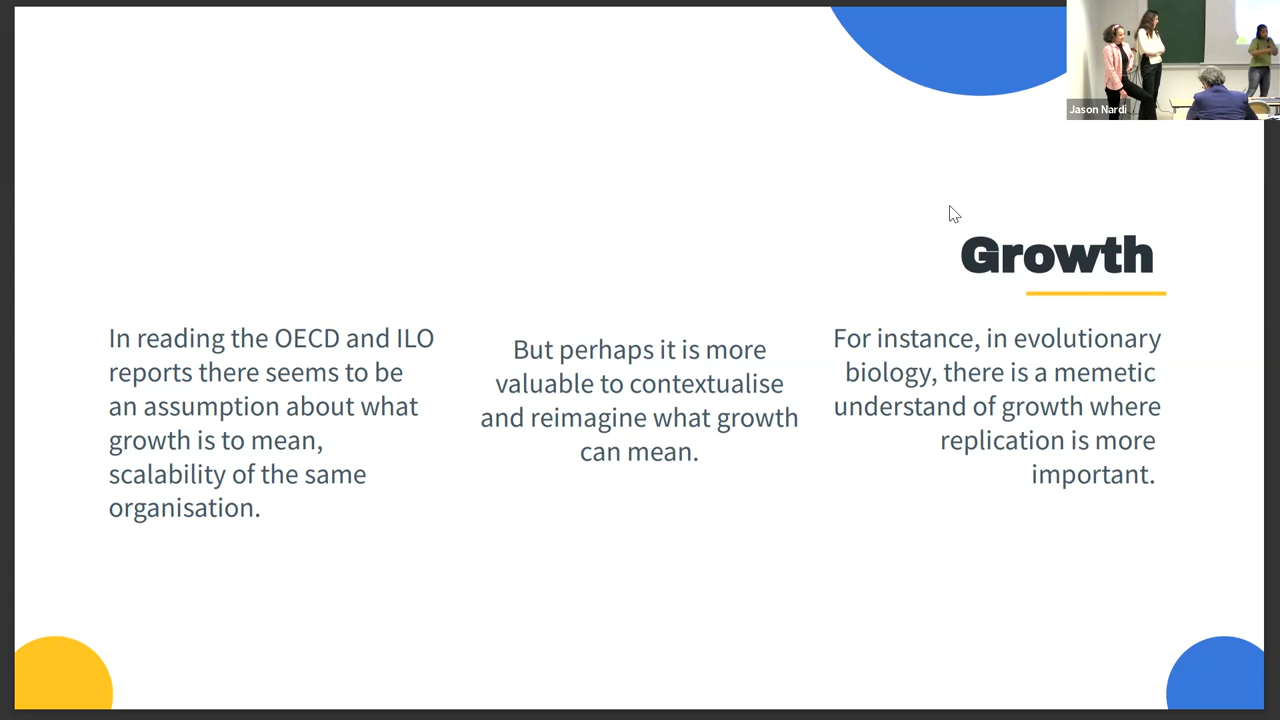 Jason Nardi
Growth
In reading the OECD and ILO
reports there seems to be
an assumption about what
growth is to mean,
scalability of the same
organisation.
But perhaps it is more
valuable to contextualise
and reimagine what growth
can mean.
For instance, in evolutionary
biology, there is a memetic
understand of growth where
replication is more
important.